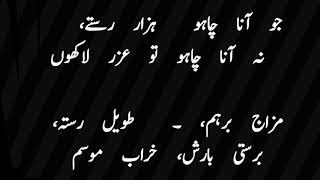 جو آنا چاہو ہزار رستے،
نہ آنا چاہو تو عزر لاکھوں
مزاج برہم، ۔ طویل رستہ،
برستی بارش، خراب موسم